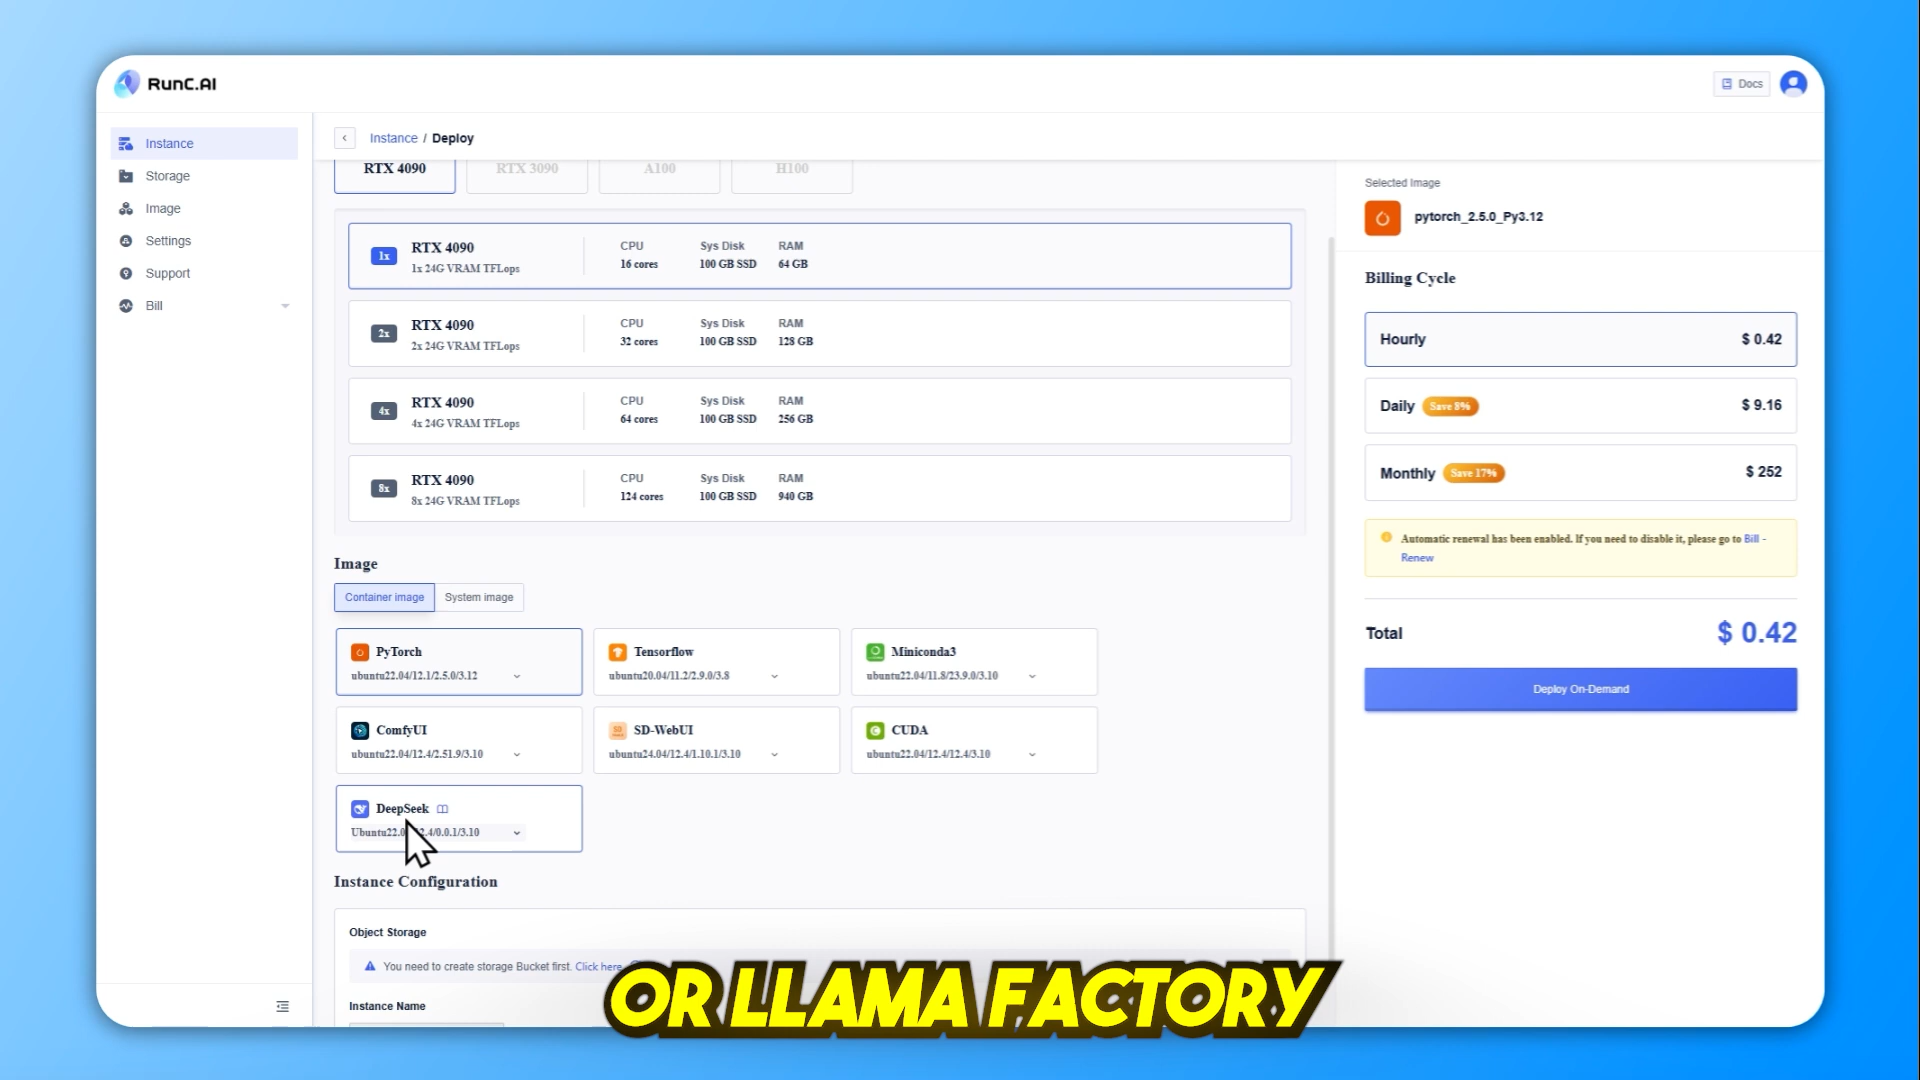 RunC.AI
Docs
Instance
Storage
Image
Settings
Support
Bill
Instance / Deploy
RTX 4090
RTX 3090
A100
H100
1x
RTX 4090
1x 24G VRAM TFLops
CPU
16 cores
Sys Disk
100 GB SSD
RAM
64 GB
2x
RTX 4090
2x 24G VRAM TFLops
CPU
32 cores
Sys Disk
100 GB SSD
RAM
128 GB
4x
RTX 4090
4x 24G VRAM TFLops
CPU
64 cores
Sys Disk
100 GB SSD
RAM
256 GB
8x
RTX 4090
8x 24G VRAM TFLops
CPU
124 cores
Sys Disk
100 GB SSD
RAM
940 GB
Image
Container image
System image
PyTorch
ubuntu22.04/12.1/2.5.0/3.12
Tensorflow
ubuntu20.04/11.2/2.9.0/3.8
Miniconda3
ubuntu22.04/11.8/23.9.0/3.10
ComfyUI
ubuntu22.04/12.4/2.51.9/3.10
SD-WebUI
ubuntu24.04/12.4/1.10.1/3.10
CUDA
ubuntu22.04/12.4/12.4/3.10
DeepSeek
Ubuntu22.0 2.4/0.0.1/3.10
Instance Configuration
Object Storage
You need to create storage Bucket first. Click here
Instance Name
Selected Image
pytorch_2.5.0_Py3.12
Billing Cycle
Hourly
$ 0.42
Daily
Save 8%
$ 9.16
Monthly
Save 17%
$ 252
Automatic renewal has been enabled. If you need to disable it, please go to Bill -
Renew
Total
$ 0.42
Deploy On-Demand
OR LLAMA FACTORY